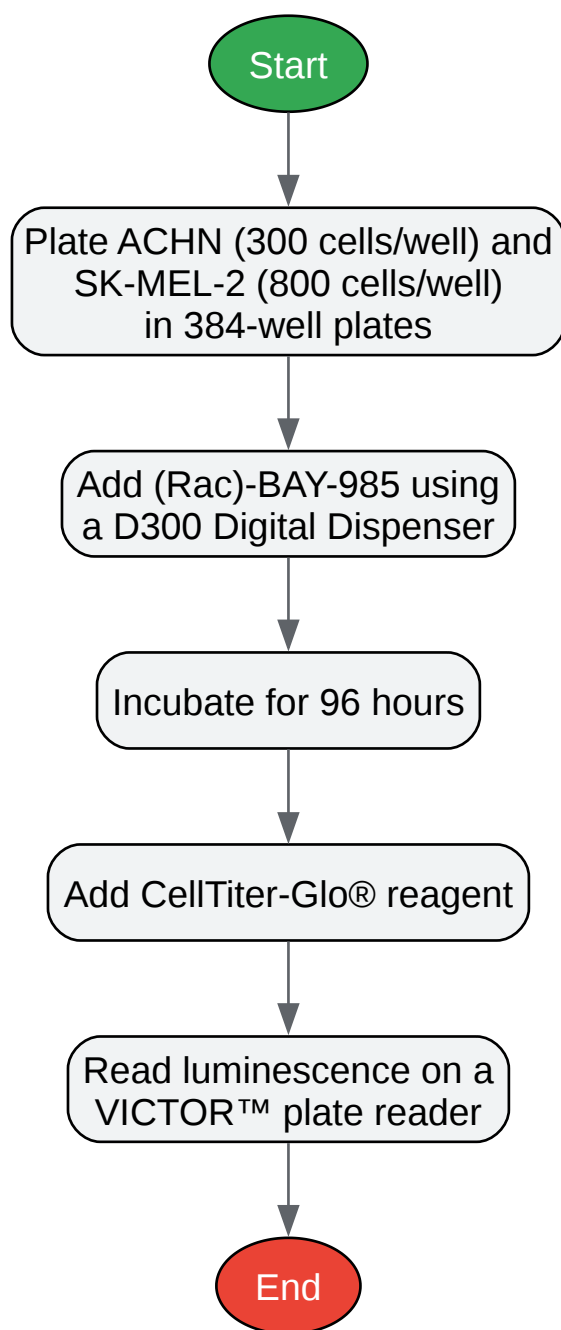 Start
Plate ACHN (300 cells/well) and
SK-MEL-2 (800 cells/well)
in 384-well plates
Add (Rac)-BAY-985 using
a D300 Digital Dispenser
Incubate for 96 hours
Add CellTiter-Glo® reagent
Read luminescence on a
VICTOR™ plate reader
End